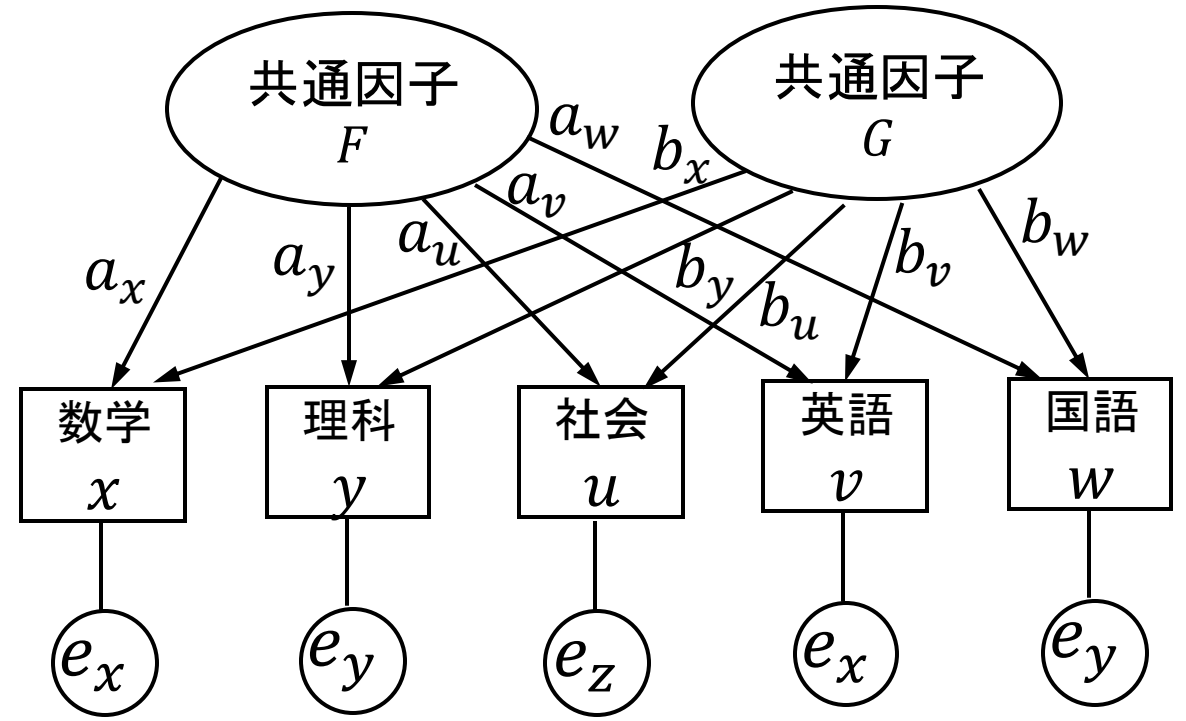 共通因子
F
共通因子
G
a_w
b_x
a_v
b_w
a_x
a_y
a_u
b_y
b_u
b_v
数学
x
理科
y
社会
u
英語
v
国語
w
e_x
e_y
e_z
e_x
e_y